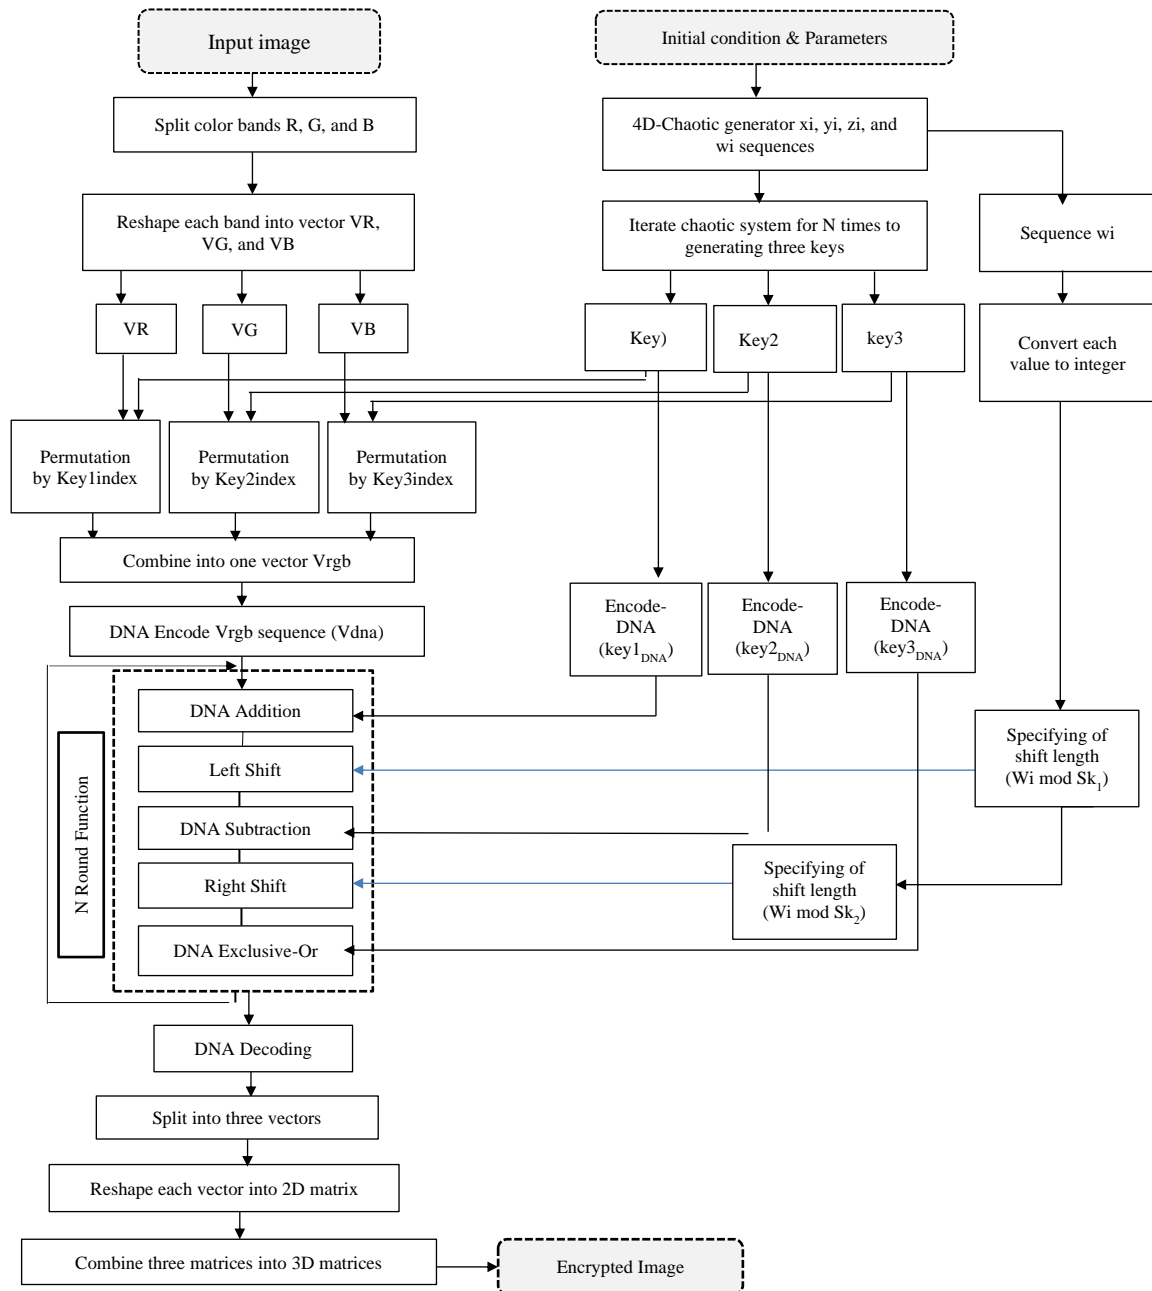 Input image
Initial condition & Parameters
Split color bands R, G, and B
4D-Chaotic generator xi, yi, zi, and
wi sequences
Reshape each band into vector VR,
VG, and VB
Iterate chaotic system for N times to
generating three keys
Sequence wi
VR
VG
VB
Key)
Key2
key3
Convert each
value to integer
Permutation
by Key1index
Permutation
by Key2index
Permutation
by Key3index
Combine into one vector Vrgb
Encode-
DNA
(key1DNA)
Encode-
DNA
(key2DNA)
Encode-
DNA
(key3DNA)
DNA Encode Vrgb sequence (Vdna)
N Round Function
DNA Addition
Left Shift
DNA Subtraction
Right Shift
DNA Exclusive-Or
Specifying of
shift length
(Wi mod Sk1)
Specifying of
shift length
(Wi mod Sk2)
DNA Decoding
Split into three vectors
Reshape each vector into 2D matrix
Combine three matrices into 3D matrices
Encrypted Image